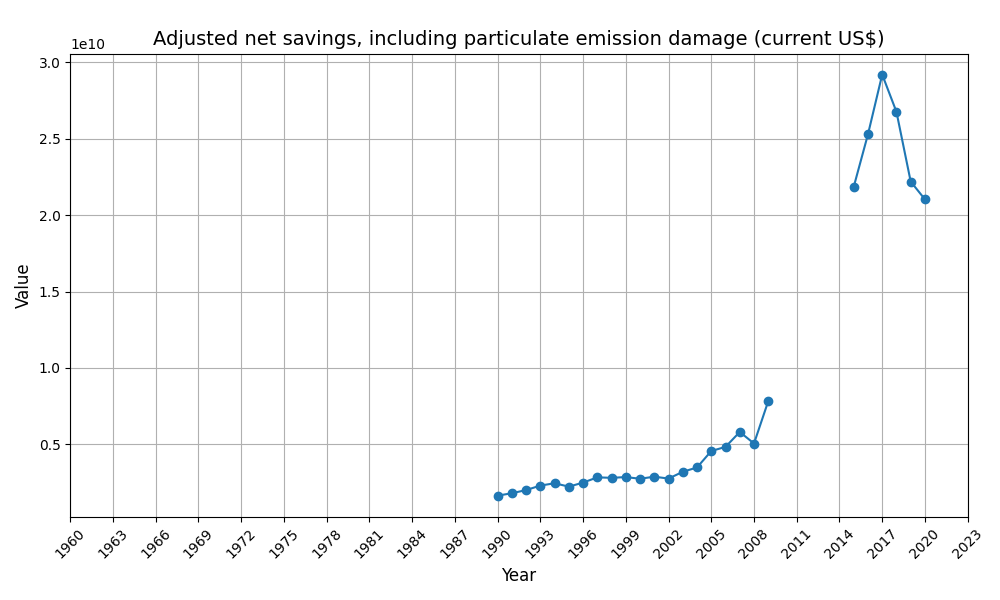 Adjusted net savings, including particulate emission damage (current US$)
1e10
3.0
2.5
2.0
1.5
1.0
0.5
Value
1960 1963 1966 1969 1972 1975 1978 1981 1984 1987 1990 1993 1996 1999 2002 2005 2008 2011 2014 2017 2020 2023
Year